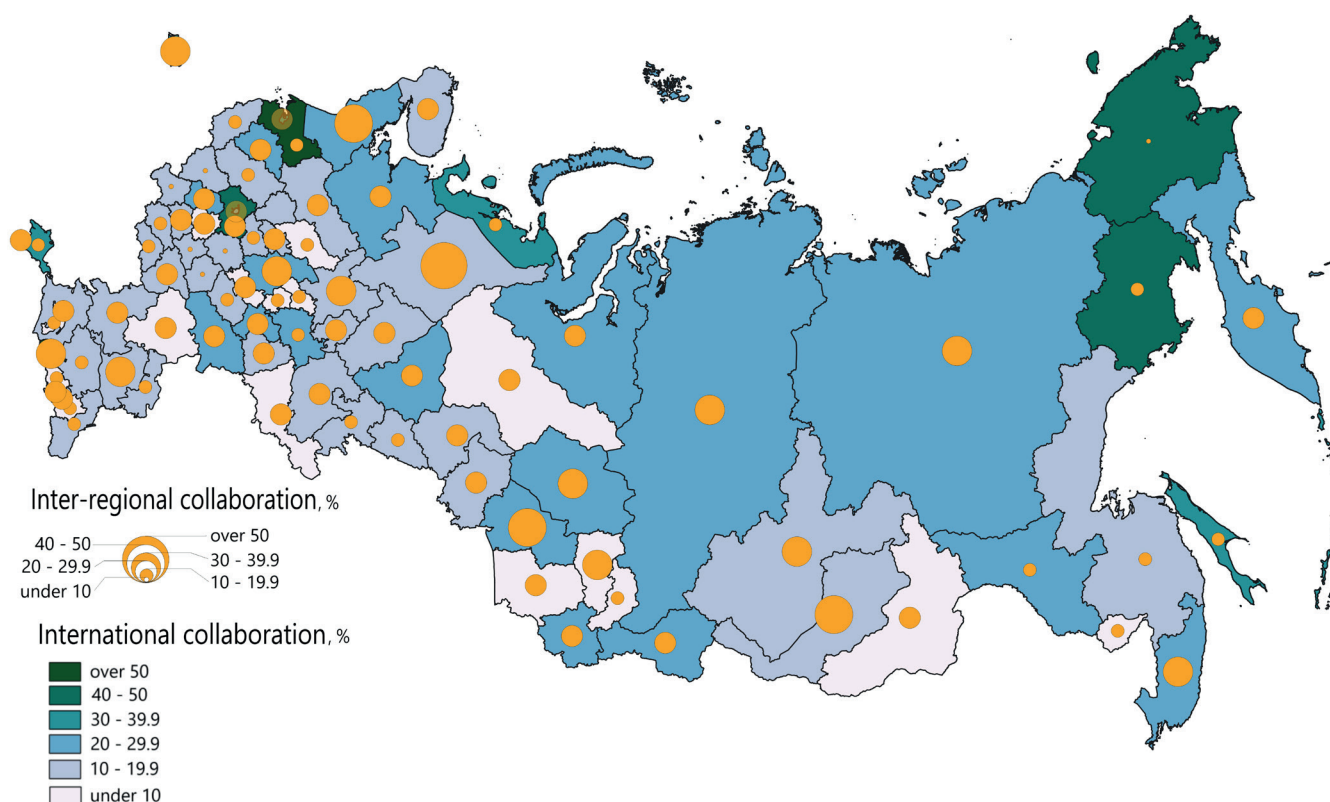 Inter-regional collaboration, %
over 50
40 - 50
30 - 39.9
20 - 29.9
10 - 19.9
under 10
International collaboration, %
over 50
40 - 50
30 - 39.9
20 - 29.9
10 - 19.9
under 10